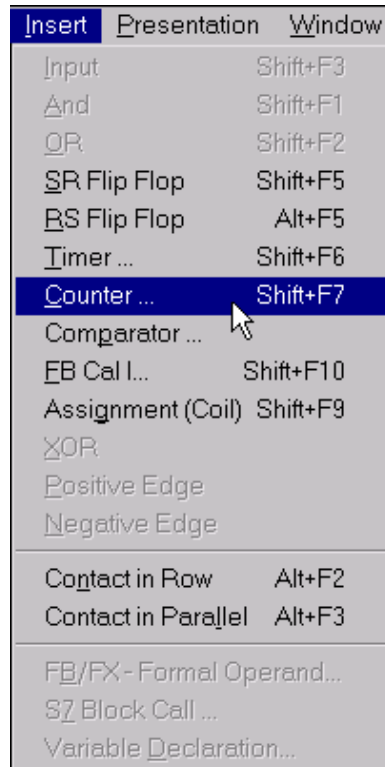 Insert Presentation Window
Input Shift+F3
And Shift+F1
OR Shift+F2
SR Flip Flop Shift+F5
RS Flip Flop Alt+F5
Timer ... Shift+F6
Counter ... Shift+F7
Comparator ...
FB Cal l... Shift+F10
Assignment (Coil) Shift+F9
XOR
Positive Edge
Negative Edge
Contact in Row Alt+F2
Contact in Parallel Alt+F3
FB/FX - Formal Operand...
S7 Block Call ...
Variable Declaration...